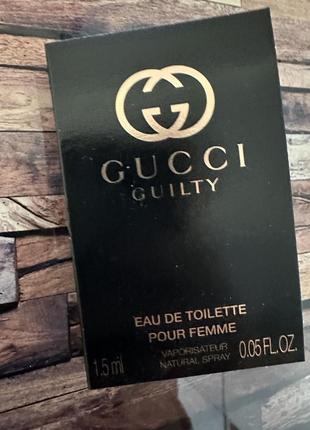 GUCCI
GUILTY
EAU DE TOILETTE
POUR FEMME
VAPORISATEUR
NATURAL SPRAY
1.5 ml
0.05 FL.OZ.